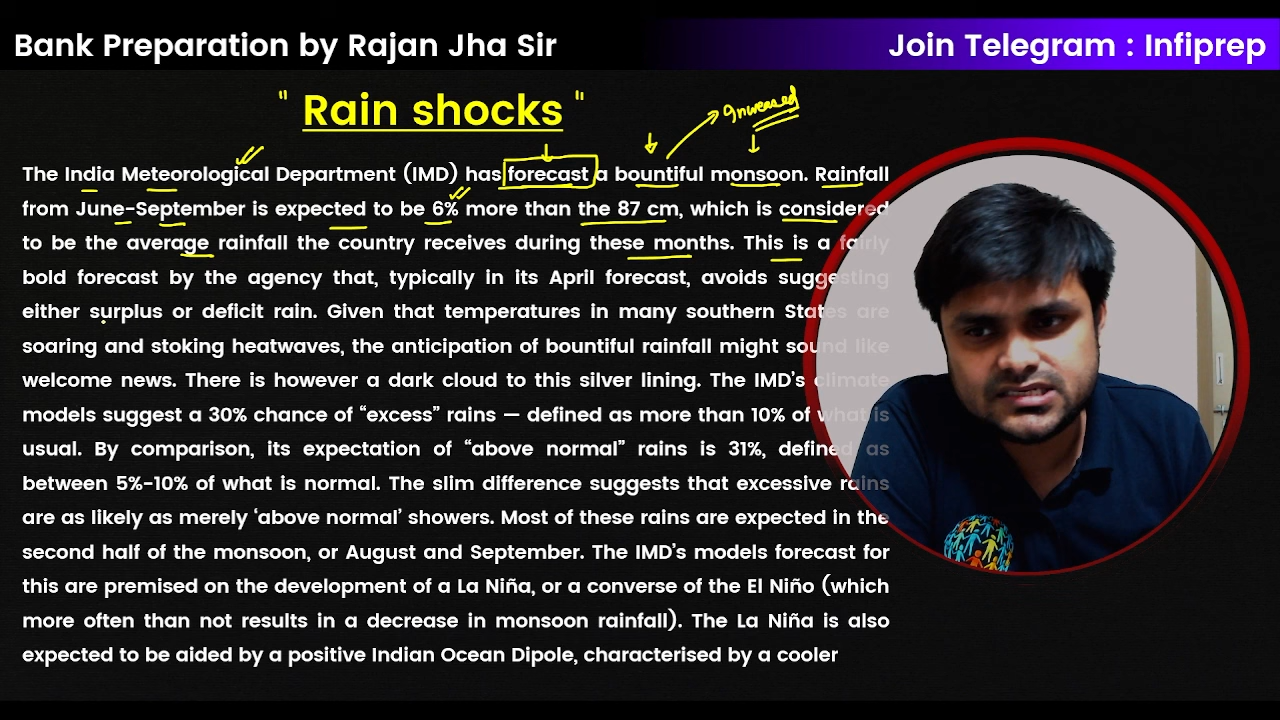 Bank Preparation by Rajan Jha Sir
Join Telegram : Infiprep
" Rain shocks "
Increased
The India Meteorological Department (IMD) has forecast a bountiful monsoon. Rainfall
from June-September is expected to be 6% more than the 87 cm, which is considered
to be the average rainfall the country receives during these months. This is a fairly
bold forecast by the agency that, typically in its April forecast, avoids suggesting
either surplus or deficit rain. Given that temperatures in many southern States are
soaring and stoking heatwaves, the anticipation of bountiful rainfall might sound like
welcome news. There is however a dark cloud to this silver lining. The IMD's climate
models suggest a 30% chance of “excess” rains — defined as more than 10% of what is
usual. By comparison, its expectation of “above normal” rains is 31%, defined as
between 5%-10% of what is normal. The slim difference suggests that excessive rains
are as likely as merely ‘above normal’ showers. Most of these rains are expected in the
second half of the monsoon, or August and September. The IMD's models forecast for
this are premised on the development of a La Niña, or a converse of the El Niño (which
more often than not results in a decrease in monsoon rainfall). The La Niña is also
expected to be aided by a positive Indian Ocean Dipole, characterised by a cooler